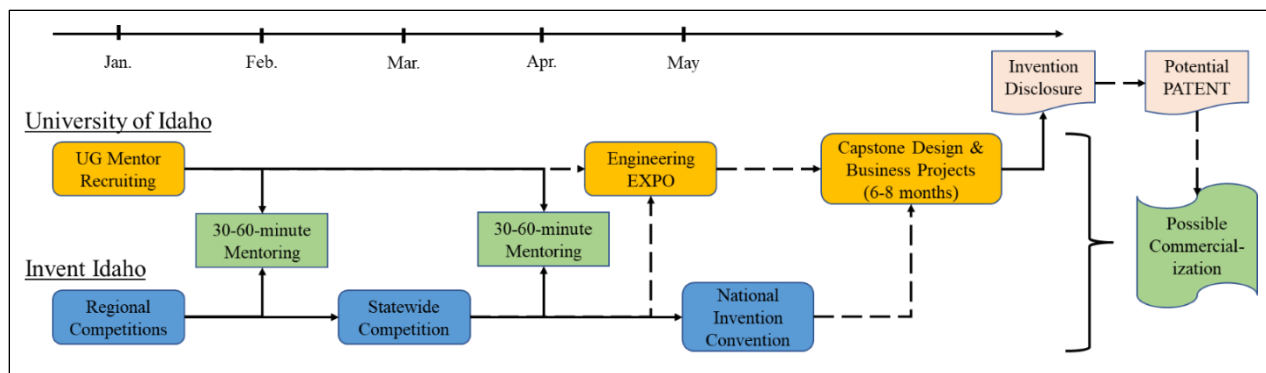 Jan.
Feb.
Mar.
Apr.
May
Invention
Disclosure
Potential
PATENT
University of Idaho
UG Mentor
Recruiting
Engineering
EXPO
Capstone Design &
Business Projects
(6-8 months)
30-60-minute
Mentoring
30-60-minute
Mentoring
Possible
Commercial-
ization
Invent Idaho
Regional
Competitions
Statewide
Competition
National
Invention
Convention